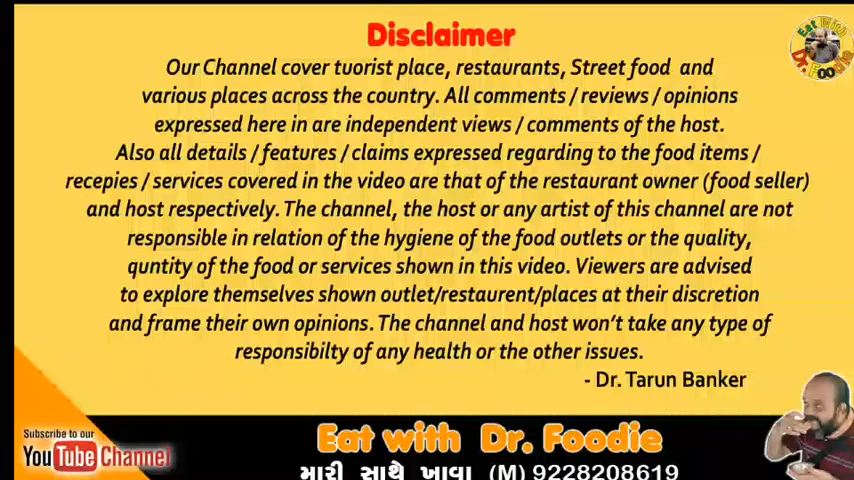 Disclaimer
Eat With
Dr. Foodie
Our Channel cover tuorist place, restaurants, Street food and
various places across the country. All comments / reviews / opinions
expressed here in are independent views / comments of the host.
Also all details / features / claims expressed regarding to the food items /
recepies / services covered in the video are that of the restaurant owner (food seller)
and host respectively. The channel, the host or any artist of this channel are not
responsible in relation of the hygiene of the food outlets or the quality,
quntity of the food or services shown in this video. Viewers are advised
to explore themselves shown outlet/restaurent/places at their discretion
and frame their own opinions. The channel and host won't take any type of
responsibilty of any health or the other issues.
- Dr. Tarun Banker
Subscribe to our
YouTube Channel
Eat with Dr. Foodie
મારી સાથે ખાવા (M) 9228208619